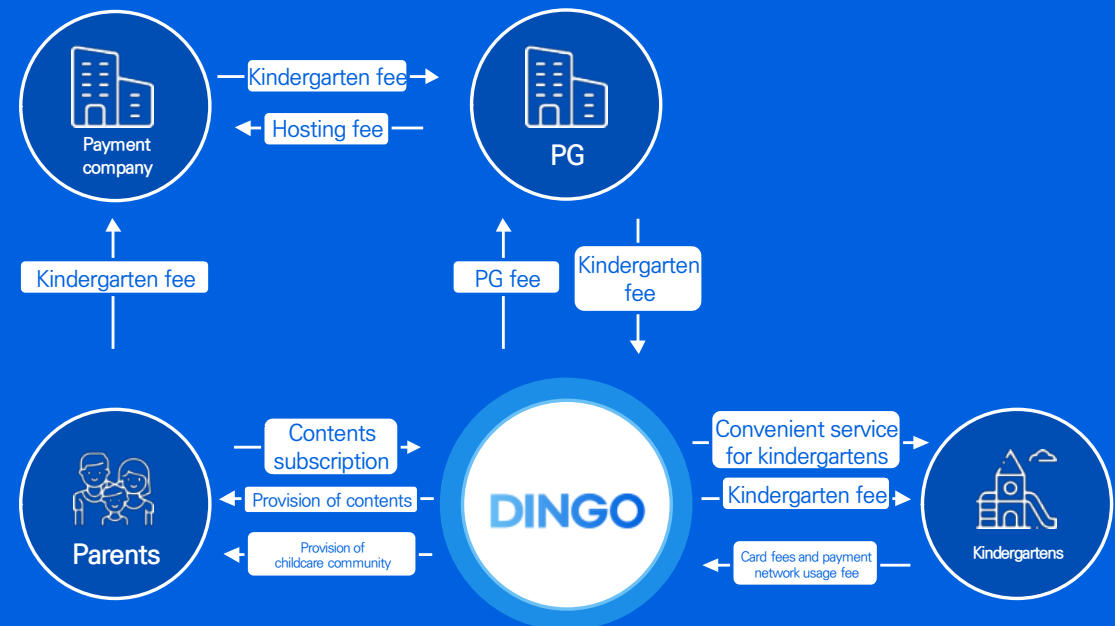 Kindergarten fee
Hosting fee
Payment
company
PG
Kindergarten fee
PG fee
Kindergarten
fee
Contents
subscription
Provision of contents
Provision of
childcare community
Parents
DINGO
Convenient service
for kindergartens
Kindergarten fee
Card fees and payment
network usage fee
Kindergartens